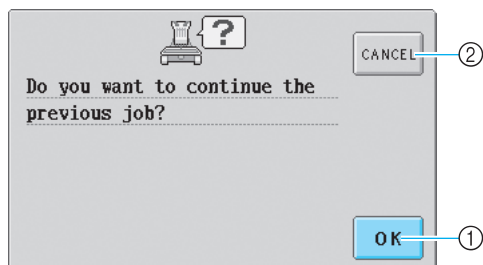 ?
CANCEL
②
Do you want to continue the
previous job?
OK
①